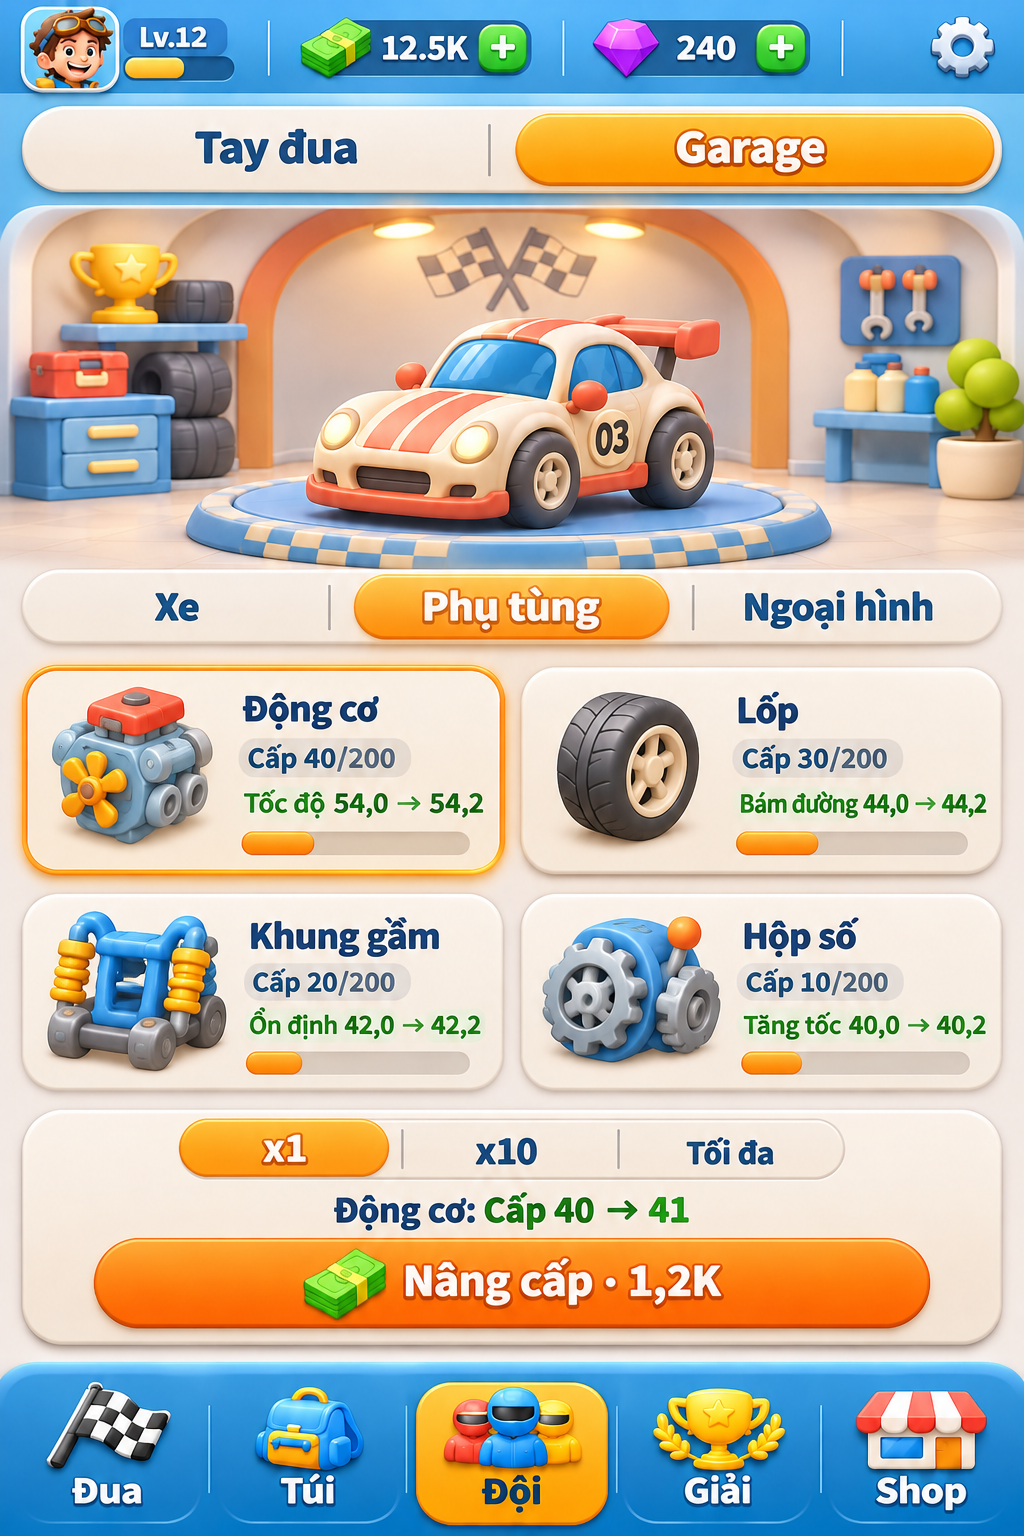 Lv.12
12.5K
240
Tay đua
Garage
03
Xe
Phụ tùng
Ngoại hình
Động cơ
Cấp 40/200
Tốc độ 54,0 → 54,2
Lốp
Cấp 30/200
Bám đường 44,0 → 44,2
Khung gầm
Cấp 20/200
Ổn định 42,0 → 42,2
Hộp số
Cấp 10/200
Tăng tốc 40,0 → 40,2
x1
x10
Tối đa
Động cơ: Cấp 40 → 41
Nâng cấp · 1,2K
Đua
Túi
Đội
Giải
Shop